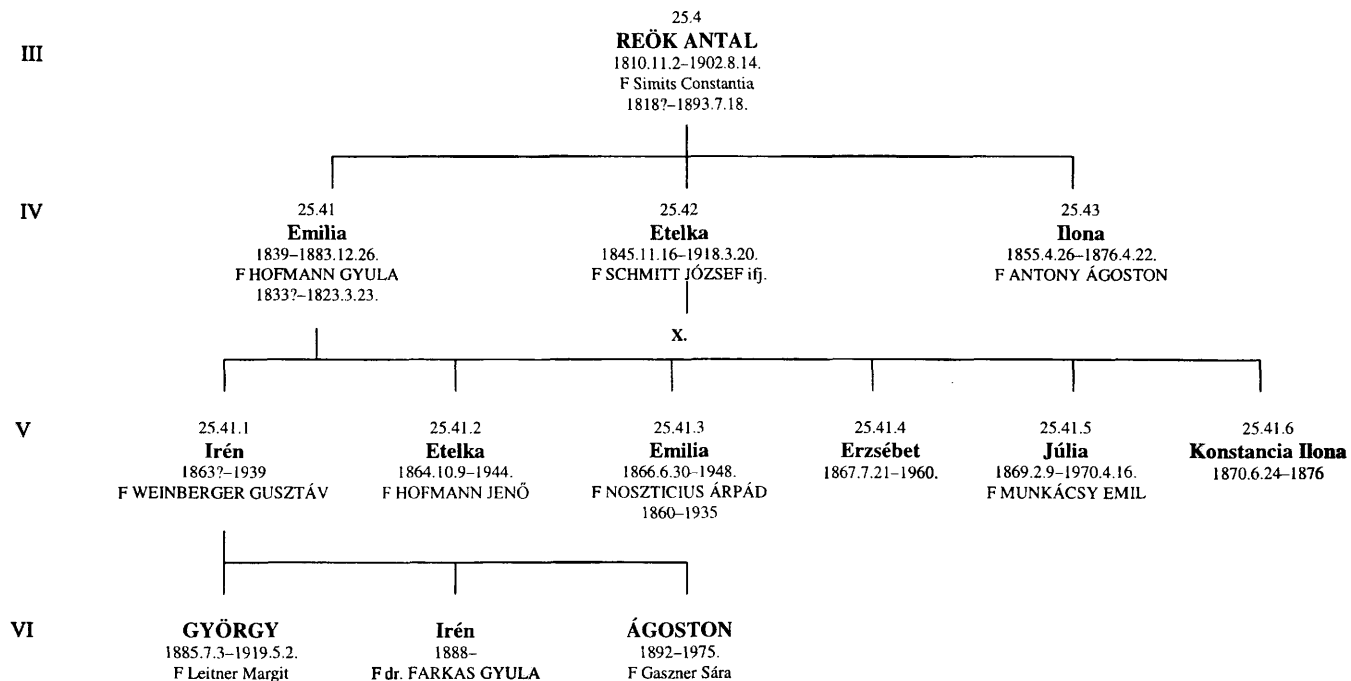 III
25.4
REÖK ANTAL
1810.11.2–1902.8.14.
F Simits Constantia
1818?–1893.7.18.
IV
25.41
Emilia
1839–1883.12.26.
F HOFMANN GYULA
1833?–1823.3.23.
25.42
Etelka
1845.11.16–1918.3.20.
F SCHMITT JÓZSEF ifj.
X.
25.43
Ilona
1855.4.26–1876.4.22.
F ANTONY ÁGOSTON
V
25.41.1
Irén
1863?–1939
F WEINBERGER GUSZTÁV
25.41.2
Etelka
1864.10.9–1944.
F HOFMANN JENŐ
25.41.3
Emilia
1866.6.30–1948.
F NOSZTICIUS ÁRPÁD
1860–1935
25.41.4
Erzsébet
1867.7.21–1960.
25.41.5
Júlia
1869.2.9–1970.4.16.
F MUNKÁCSY EMIL
25.41.6
Konstancia Ilona
1870.6.24–1876
VI
GYÖRGY
1885.7.3–1919.5.2.
F Leitner Margit
Irén
1888–
F dr. FARKAS GYULA
ÁGOSTON
1892–1975.
F Gaszner Sára